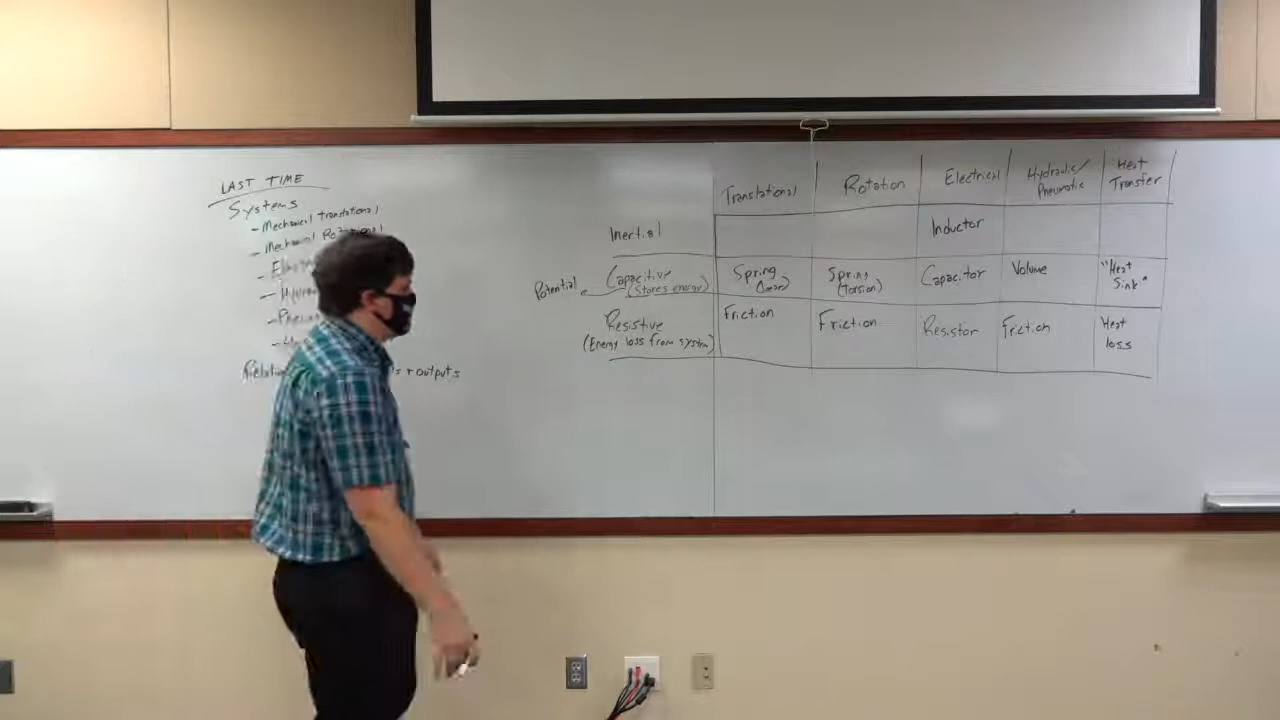 LAST TIME
Systems
- Mechanical translational
- Mechanical
s + outputs
Translational
Rotation
Electrical
Hydraulic/
Pneumatic
Heat
Transfer
Inertial
Inductor
Potential
Capacitive
(Stores energy)
Spring
(linear)
Spring
(Torsion)
Capacitor
Volume
"Heat
Sink"
Resistive
(Energy loss from system)
Friction
Friction
Resistor
Friction
Heat
loss